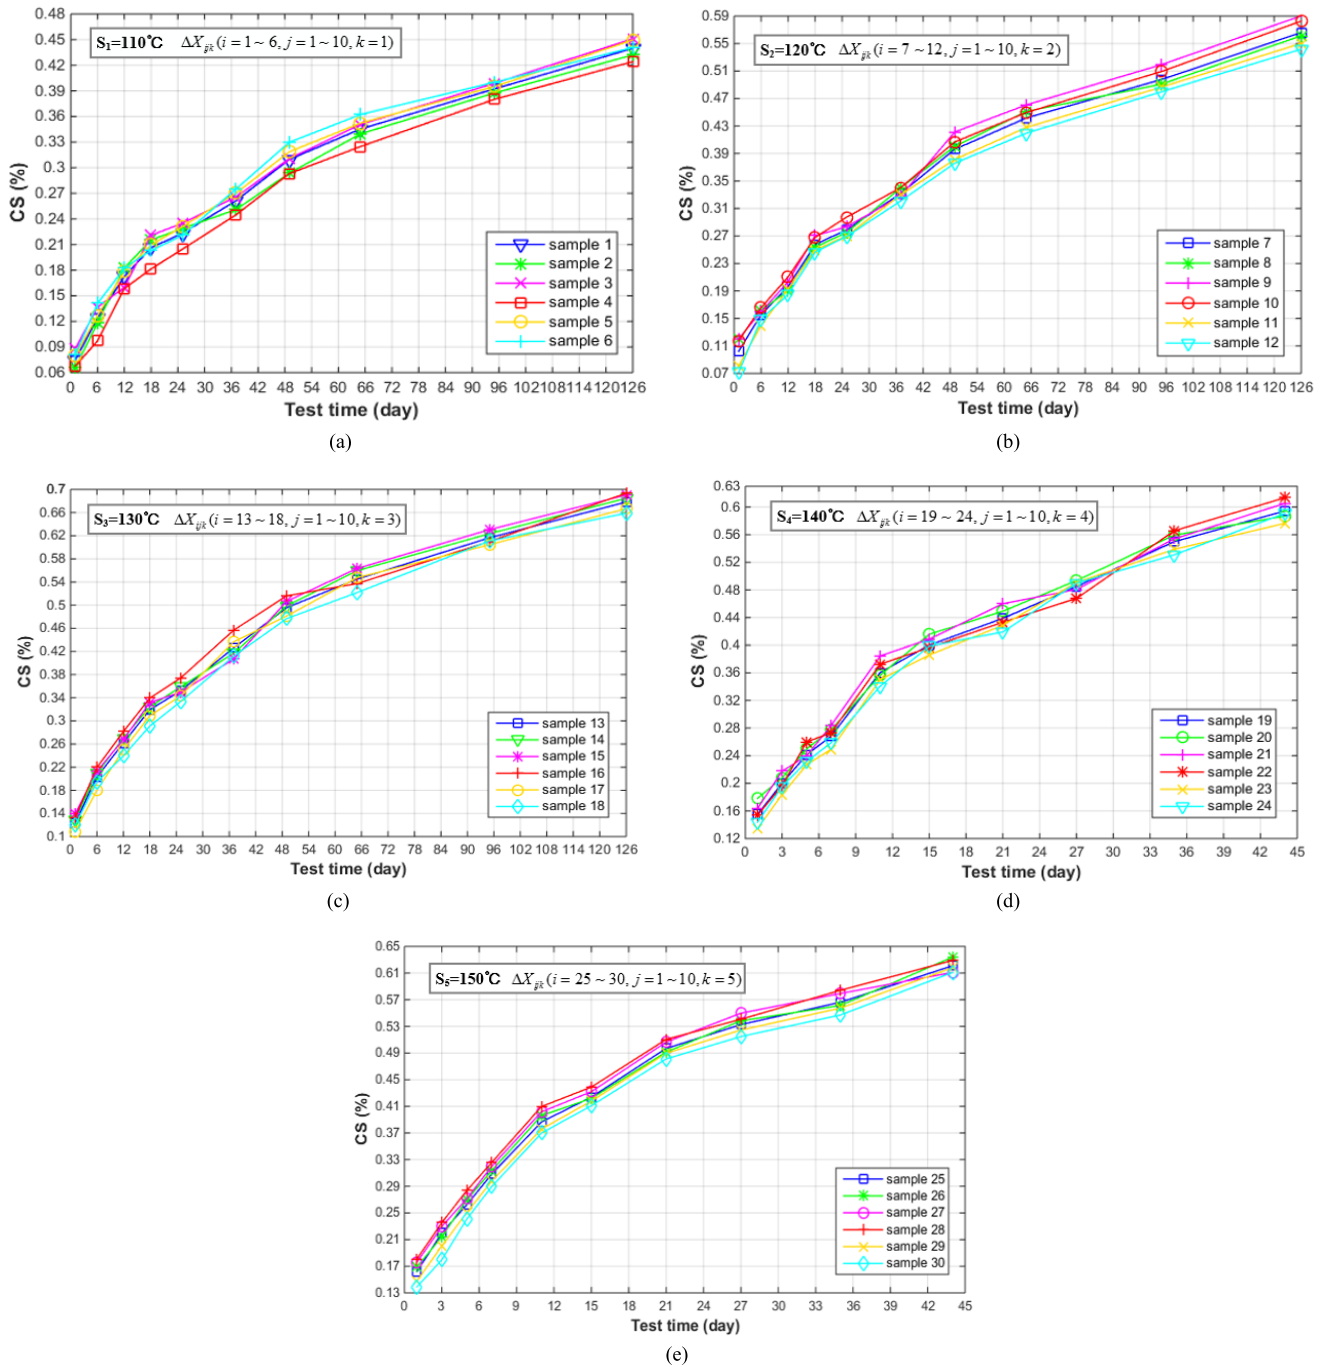 S1=110℃ ΔXijk(i=1~6, j=1~10, k=1)
CS (%)
0.48
0.45
0.42
0.39
0.36
0.33
0.3
0.27
0.24
0.21
0.18
0.15
0.12
0.09
0.06
sample 1
sample 2
sample 3
sample 4
sample 5
sample 6
0 6 12 18 24 30 36 42 48 54 60 66 72 78 84 90 96 102 108 114 120 126
Test time (day)
(a)
S2=120℃ ΔXijk(i=7~12, j=1~10, k=2)
CS (%)
0.59
0.55
0.51
0.47
0.43
0.39
0.35
0.31
0.27
0.23
0.19
0.15
0.11
0.07
sample 7
sample 8
sample 9
sample 10
sample 11
sample 12
0 6 12 18 24 30 36 42 48 54 60 66 72 78 84 90 96 102 108 114 120 126
Test time (day)
(b)
S3=130℃ ΔXijk(i=13~18, j=1~10, k=3)
CS (%)
0.7
0.66
0.62
0.58
0.54
0.5
0.46
0.42
0.38
0.34
0.3
0.26
0.22
0.18
0.14
0.1
sample 13
sample 14
sample 15
sample 16
sample 17
sample 18
0 6 12 18 24 30 36 42 48 54 60 66 72 78 84 90 96 102 108 114 120 126
Test time (day)
(c)
S4=140℃ ΔXijk(i=19~24, j=1~10, k=4)
CS (%)
0.63
0.6
0.56
0.52
0.48
0.44
0.4
0.36
0.32
0.28
0.24
0.2
0.16
0.12
sample 19
sample 20
sample 21
sample 22
sample 23
sample 24
0 3 6 9 12 15 18 21 24 27 30 33 36 39 42 45
Test time (day)
(d)
S5=150℃ ΔXijk(i=25~30, j=1~10, k=5)
CS (%)
0.65
0.61
0.57
0.53
0.49
0.45
0.41
0.37
0.33
0.29
0.25
0.21
0.17
0.13
sample 25
sample 26
sample 27
sample 28
sample 29
sample 30
0 3 6 9 12 15 18 21 24 27 30 33 36 39 42 45
Test time (day)
(e)